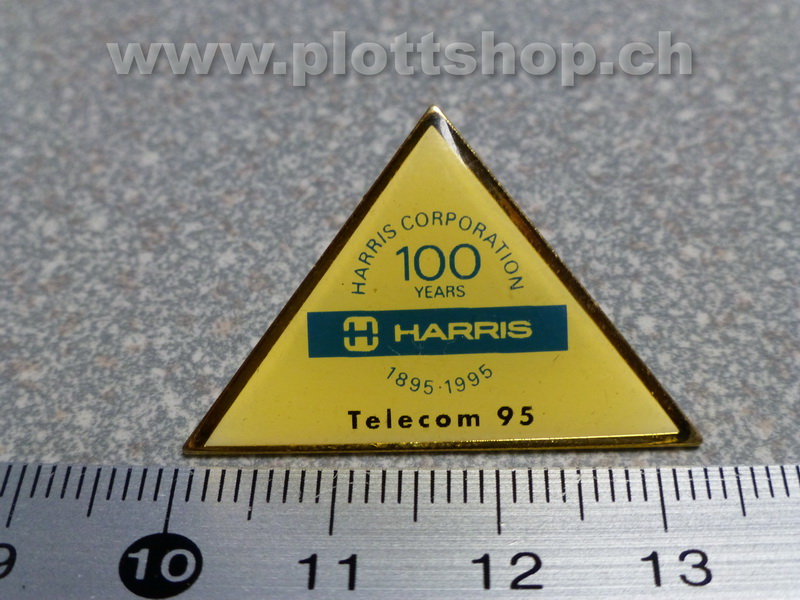 www.plottshop.ch
HARRIS CORPORATION
100
YEARS
HARRIS
1895·1995
Telecom 95
9 10 11 12 13